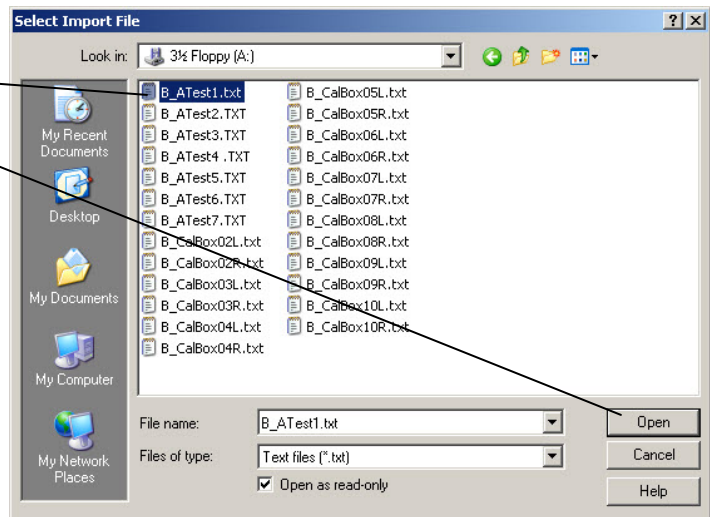 Select Import File
Look in: 3½ Floppy (A:)
My Recent
Documents
Desktop
My Documents
My Computer
My Network
Places
B_ATest1.txt
B_ATest2.TXT
B_ATest3.TXT
B_ATest4 .TXT
B_ATest5.TXT
B_ATest6.TXT
B_ATest7.TXT
B_CalBox02L.txt
B_CalBox02R.txt
B_CalBox03L.txt
B_CalBox03R.txt
B_CalBox04L.txt
B_CalBox04R.txt
B_CalBox05L.txt
B_CalBox05R.txt
B_CalBox06L.txt
B_CalBox06R.txt
B_CalBox07L.txt
B_CalBox07R.txt
B_CalBox08L.txt
B_CalBox08R.txt
B_CalBox09L.txt
B_CalBox09R.txt
B_CalBox10L.txt
B_CalBox10R.txt
File name: B_ATest1.txt Open
Files of type: Text files (*.txt) Cancel
Open as read-only Help